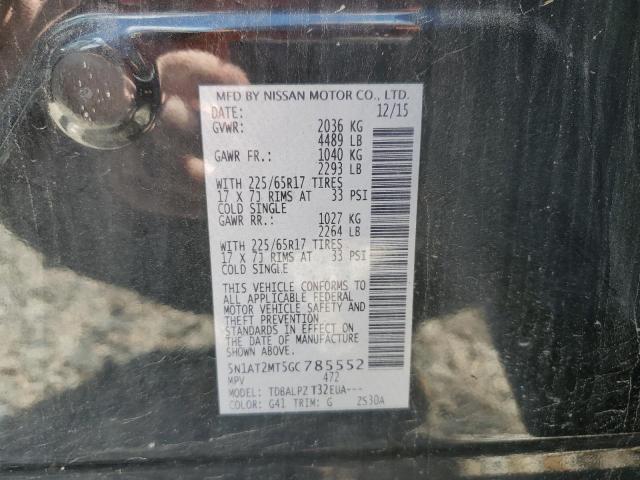 MFD BY NISSAN MOTOR CO., LTD.
DATE: 12/15
GVWR: 2036 KG
4489 LB
GAWR FR.: 1040 KG
2293 LB
WITH 225/65R17 TIRES
17 X 7J RIMS AT 33 PSI
COLD SINGLE
GAWR RR.: 1027 KG
2264 LB
WITH 225/65R17 TIRES
17 X 7J RIMS AT 33 PSI
COLD SINGLE
THIS VEHICLE CONFORMS TO
ALL APPLICABLE FEDERAL
MOTOR VEHICLE SAFETY AND
THEFT PREVENTION
STANDARDS IN EFFECT ON
THE DATE OF MANUFACTURE
SHOWN ABOVE.
5N1AT2MT5GC785552
MPV 472
MODEL: TDBALPZ T32EUA---
COLOR: G41 TRIM: G 2S30A